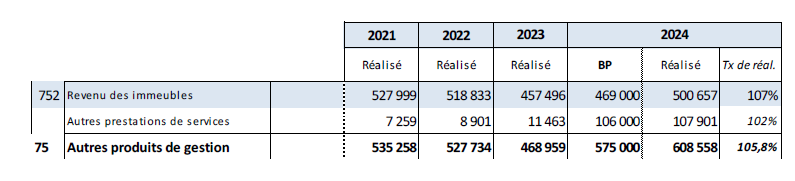 2021 2022 2023 2024
Réalisé Réalisé Réalisé BP Réalisé Tx de réal.
752 Revenu des immeubles 527 999 518 833 457 496 469 000 500 657 107%
Autres prestations de services 7 259 8 901 11 463 106 000 107 901 102%
75 Autres produits de gestion 535 258 527 734 468 959 575 000 608 558 105,8%